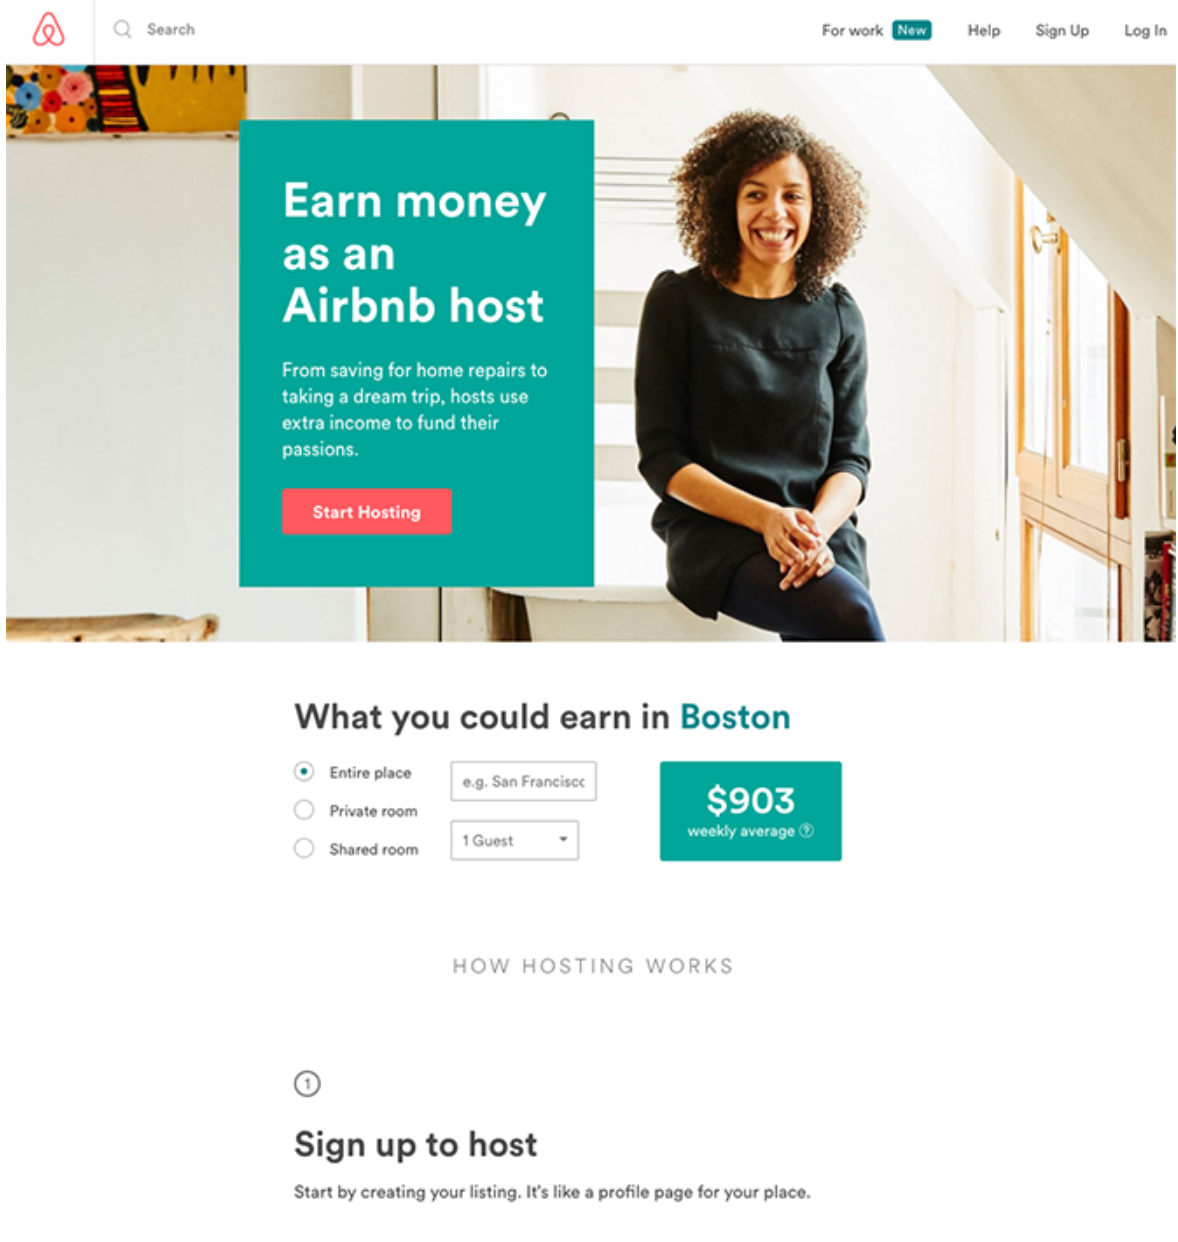 Search
For work New Help Sign Up Log In
Earn money
as an
Airbnb host
From saving for home repairs to
taking a dream trip, hosts use
extra income to fund their
passions.
Start Hosting
What you could earn in Boston
Entire place
Private room
Shared room
e.g. San Francisco
1 Guest
$903
weekly average ?
HOW HOSTING WORKS
1
Sign up to host
Start by creating your listing. It's like a profile page for your place.